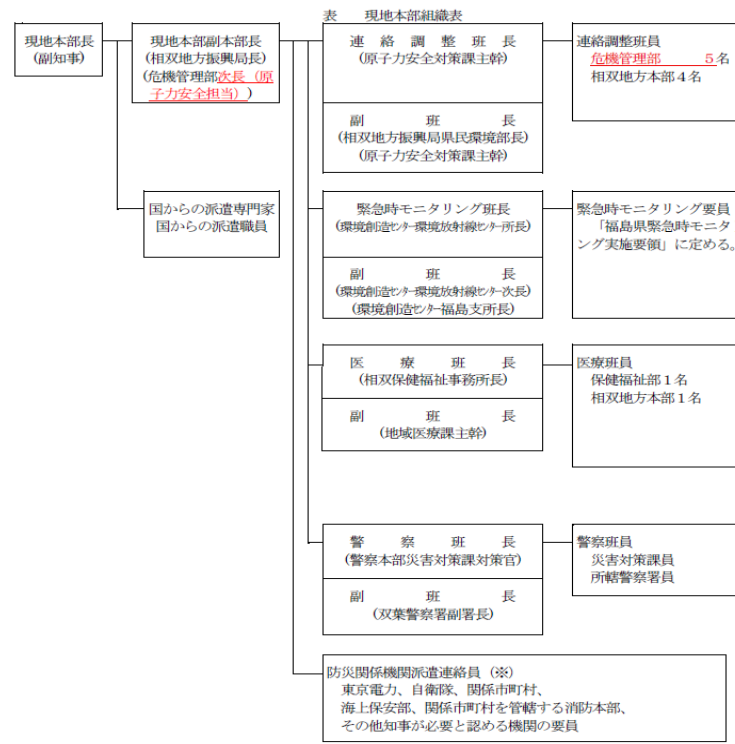 表　現地本部組織表
現地本部長
(副知事)
現地本部副本部長
(相双地方振興局長)
(危機管理部次長（原
子力安全担当）)
国からの派遣専門家
国からの派遣職員
連絡調整班長
(原子力安全対策課主幹)
副班長
(相双地方振興局県民環境部長)
(原子力安全対策課主幹)
連絡調整班員
危機管理部　5名
相双地方本部４名
緊急時モニタリング班長
(環境創造センター環境放射線センター所長)
副班長
(環境創造センター環境放射線センター次長)
(環境創造センター福島支所長)
緊急時モニタリング要員
「福島県緊急時モニタリ
ング実施要領」に定める。
医療班長
(相双保健福祉事務所長)
副班長
(地域医療課主幹)
医療班員
保健福祉部１名
相双地方本部１名
警察班長
(警察本部災害対策課対策官)
副班長
(双葉警察署副署長)
警察班員
災害対策課員
所轄警察署員
防災関係機関派遣連絡員（※）
東京電力、自衛隊、関係市町村、
海上保安部、関係市町村を管轄する消防本部、
その他知事が必要と認める機関の要員